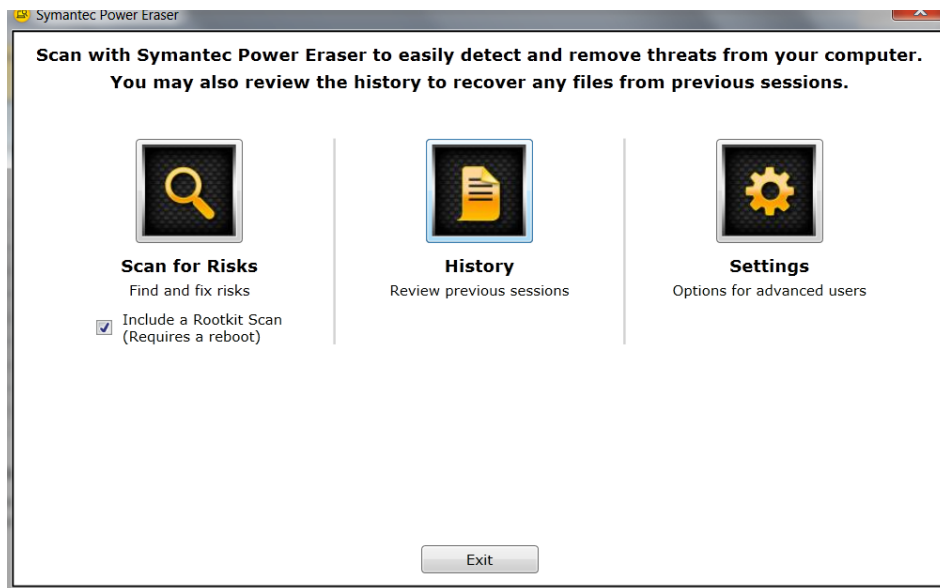 Symantec Power Eraser
Scan with Symantec Power Eraser to easily detect and remove threats from your computer.
You may also review the history to recover any files from previous sessions.
Scan for Risks
Find and fix risks
Include a Rootkit Scan
(Requires a reboot)
History
Review previous sessions
Settings
Options for advanced users
Exit